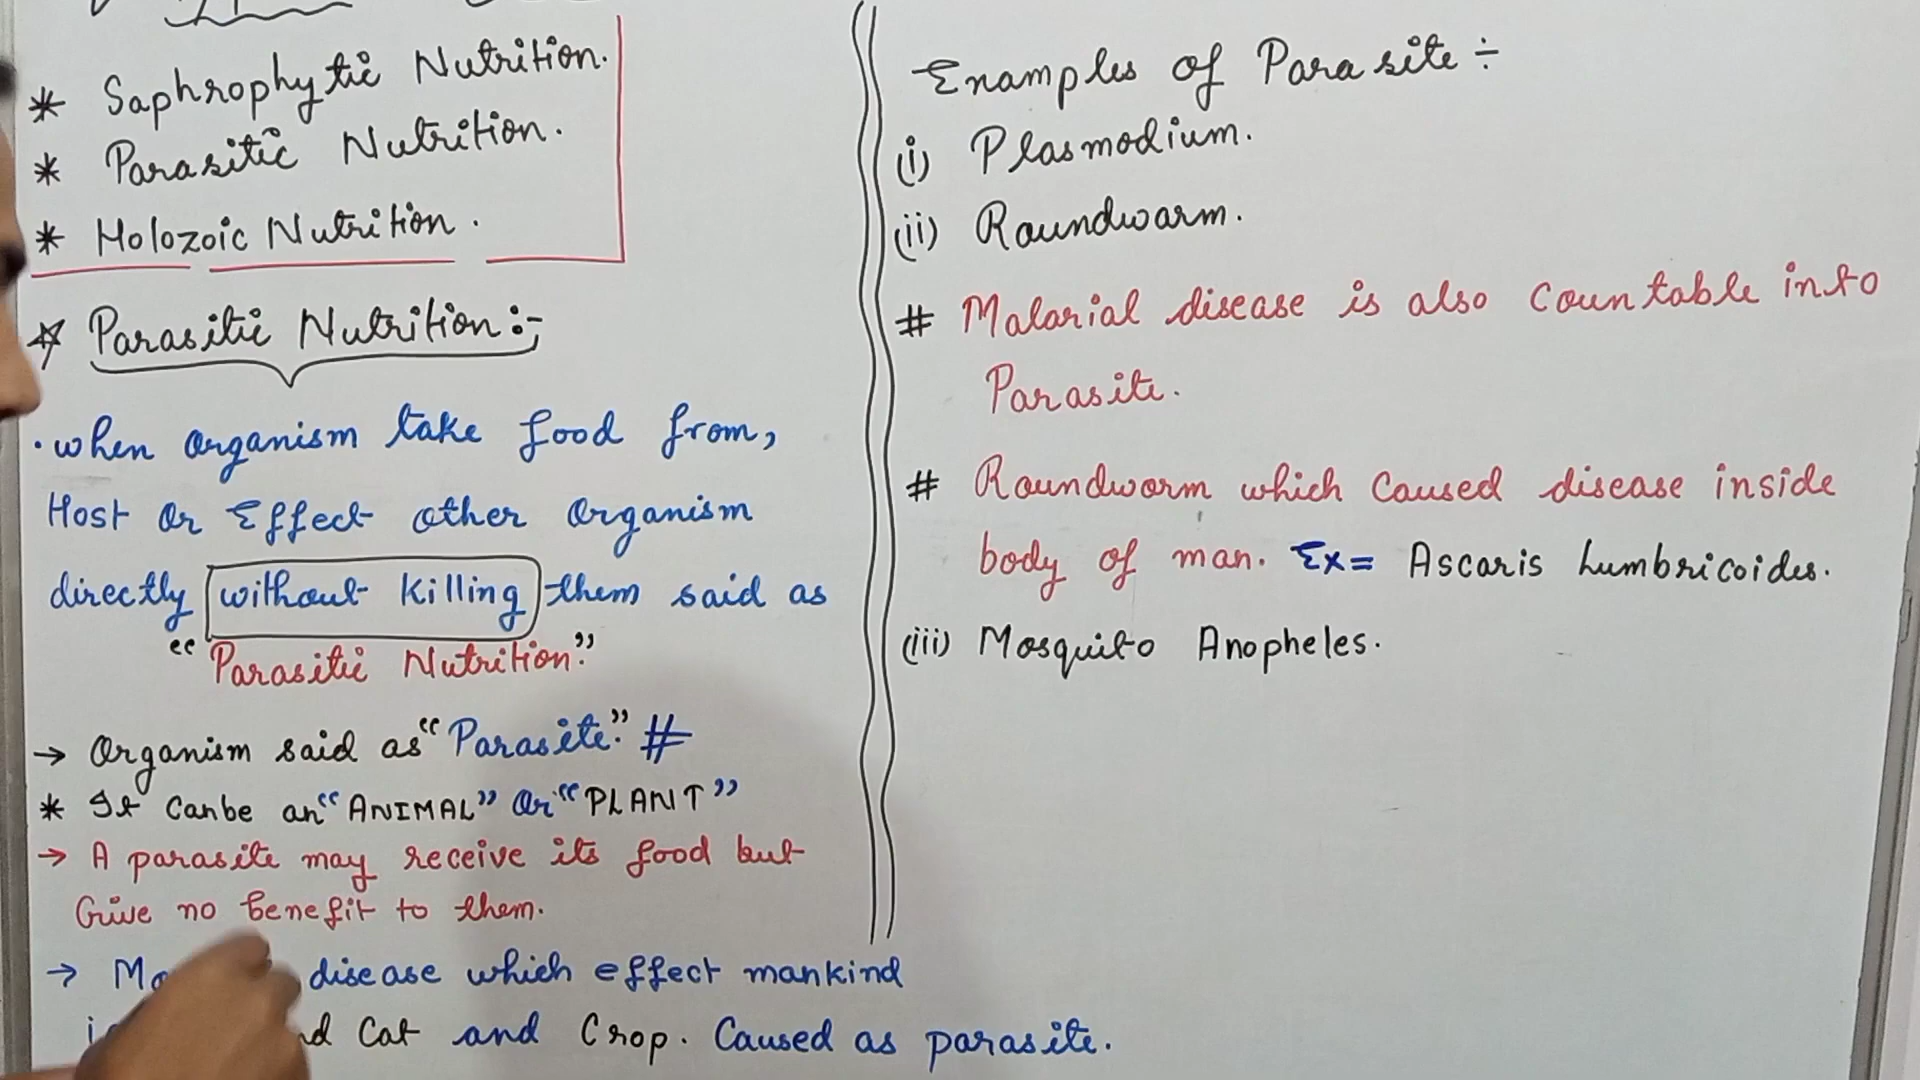 * Saphrophytic Nutrition.
* Parasitic Nutrition.
* Holozoic Nutrition.
Parasitic Nutrition :-
· when organism take food from,
Host or Effect other organism
directly without killing them said as
"Parasitic Nutrition."
→ Organism said as "Parasite." #
* It can be an "ANIMAL" or "PLANT"
→ A parasite may receive its food but
Give no benefit to them.
→ disease which effect mankind
Cat and Crop. Caused as parasite.
Examples of Parasite ÷
(i) Plasmodium.
(ii) Roundwarm.
# Malarial disease is also Countable into
Parasite.
# Roundworm which Caused disease inside
body of man. Ex = Ascaris Lumbricoides.
(iii) Mosquito Anopheles.